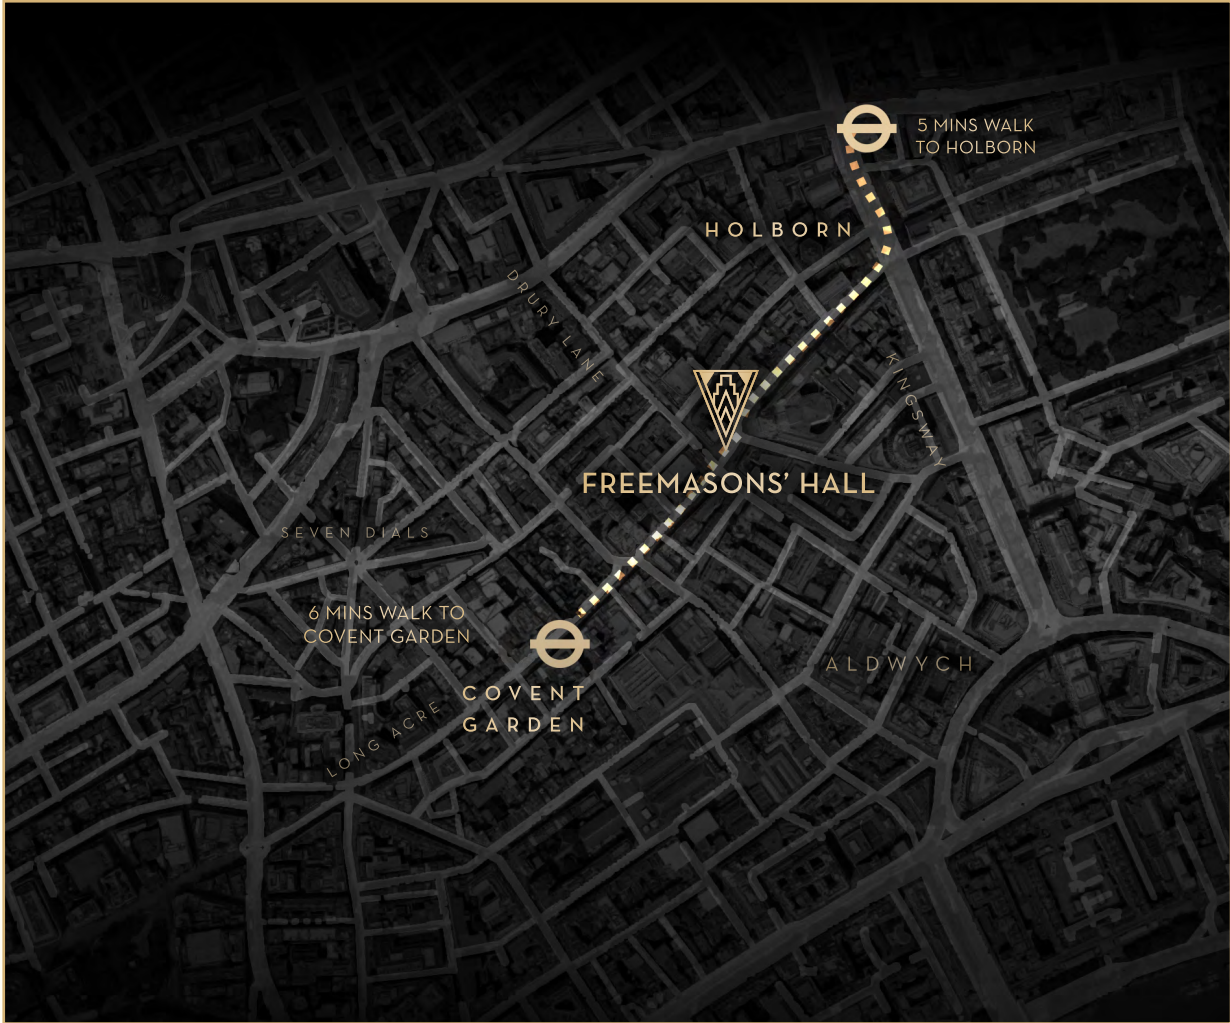 5 MINS WALK
TO HOLBORN
HOLBORN
DRURY LANE
KINGSWAY
FREEMASONS’ HALL
SEVEN DIALS
6 MINS WALK TO
COVENT GARDEN
ALDWYCH
COVENT
GARDEN
LONG ACRE